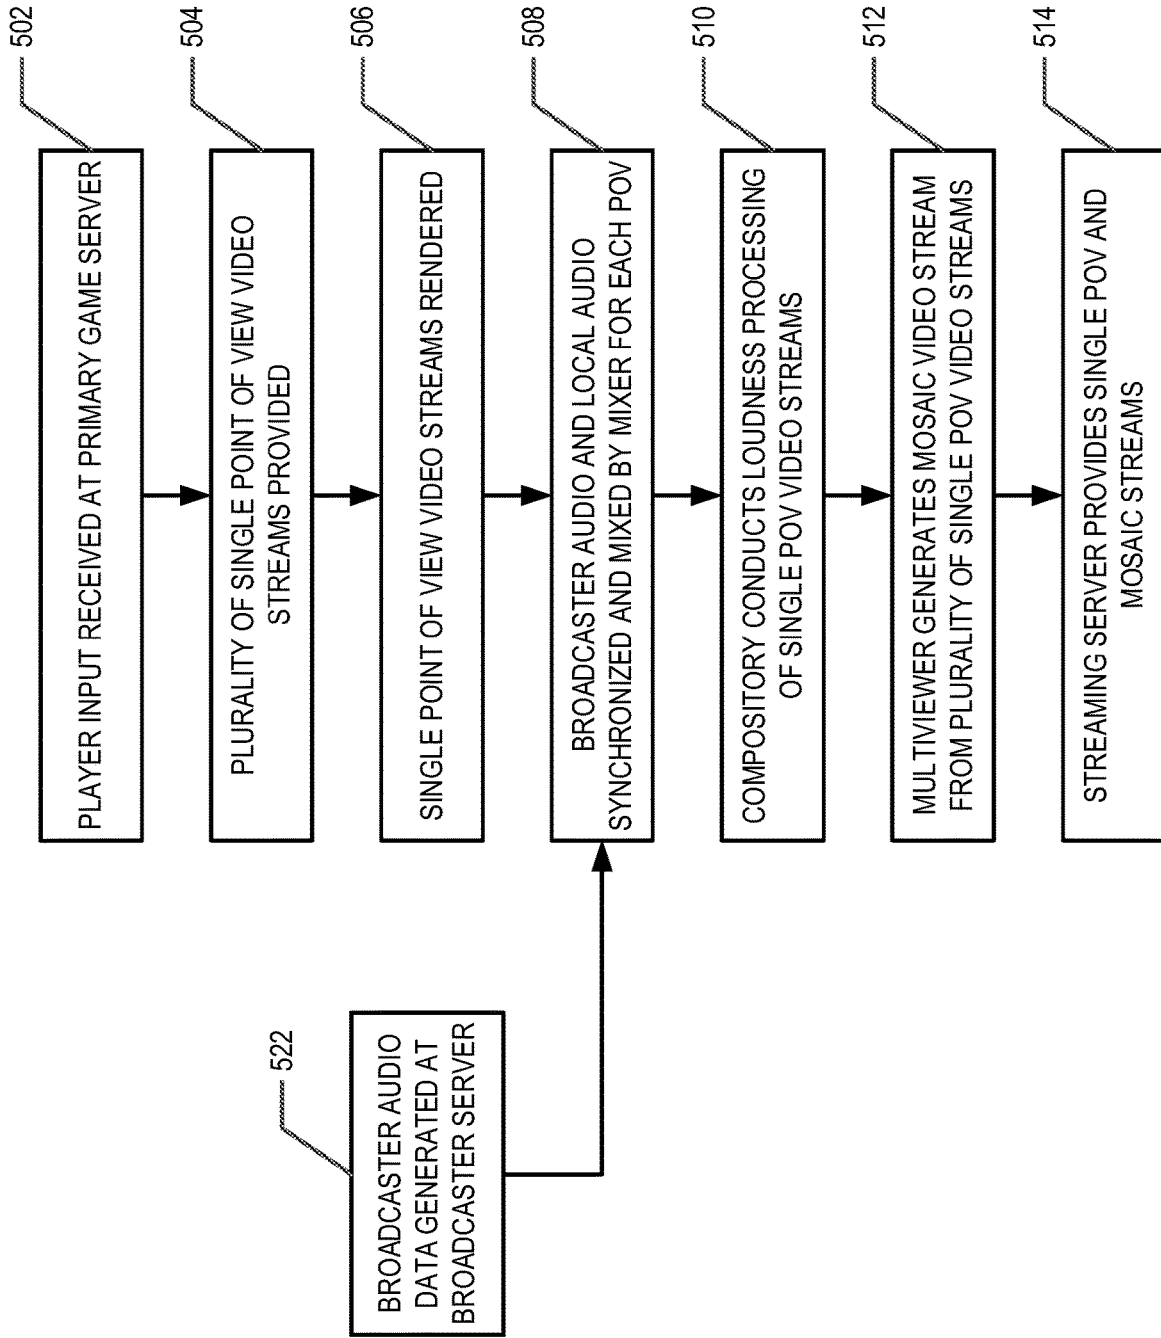 502
PLAYER INPUT RECEIVED AT PRIMARY GAME SERVER
504
PLURALITY OF SINGLE POINT OF VIEW VIDEO
STREAMS PROVIDED
506
SINGLE POINT OF VIEW VIDEO STREAMS RENDERED
522
BROADCASTER AUDIO
DATA GENERATED AT
BROADCASTER SERVER
508
BROADCASTER AUDIO AND LOCAL AUDIO
SYNCHRONIZED AND MIXED BY MIXER FOR EACH POV
510
COMPOSITORY CONDUCTS LOUDNESS PROCESSING
OF SINGLE POV VIDEO STREAMS
512
MULTIVIEWER GENERATES MOSAIC VIDEO STREAM
FROM PLURALITY OF SINGLE POV VIDEO STREAMS
514
STREAMING SERVER PROVIDES SINGLE POV AND
MOSAIC STREAMS